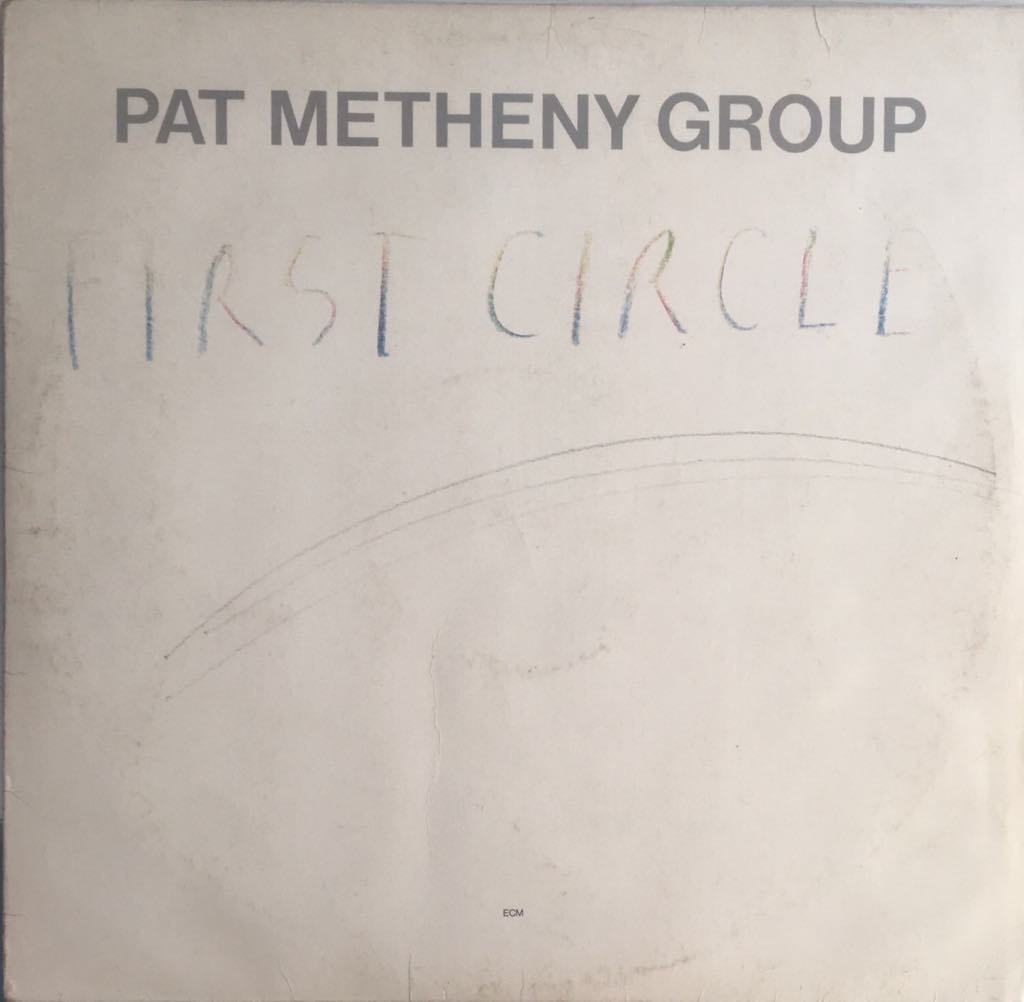 PAT METHENY GROUP
FIRST CIRCLE
ECM